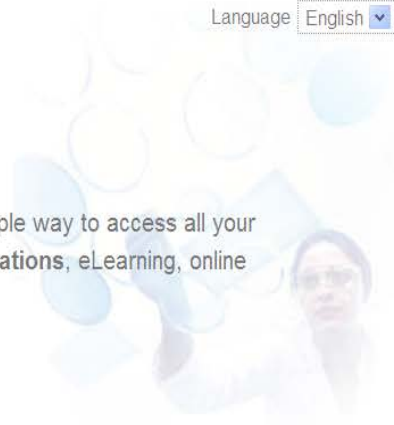 Language English
ple way to access all your
ations, eLearning, online